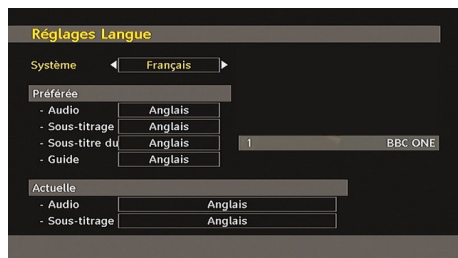 Réglages Langue
Système Français
Préférée
- Audio Anglais
- Sous-titrage Anglais
- Sous-titre du Anglais
1 BBC ONE
- Guide Anglais
Actuelle
- Audio Anglais
- Sous-titrage Anglais